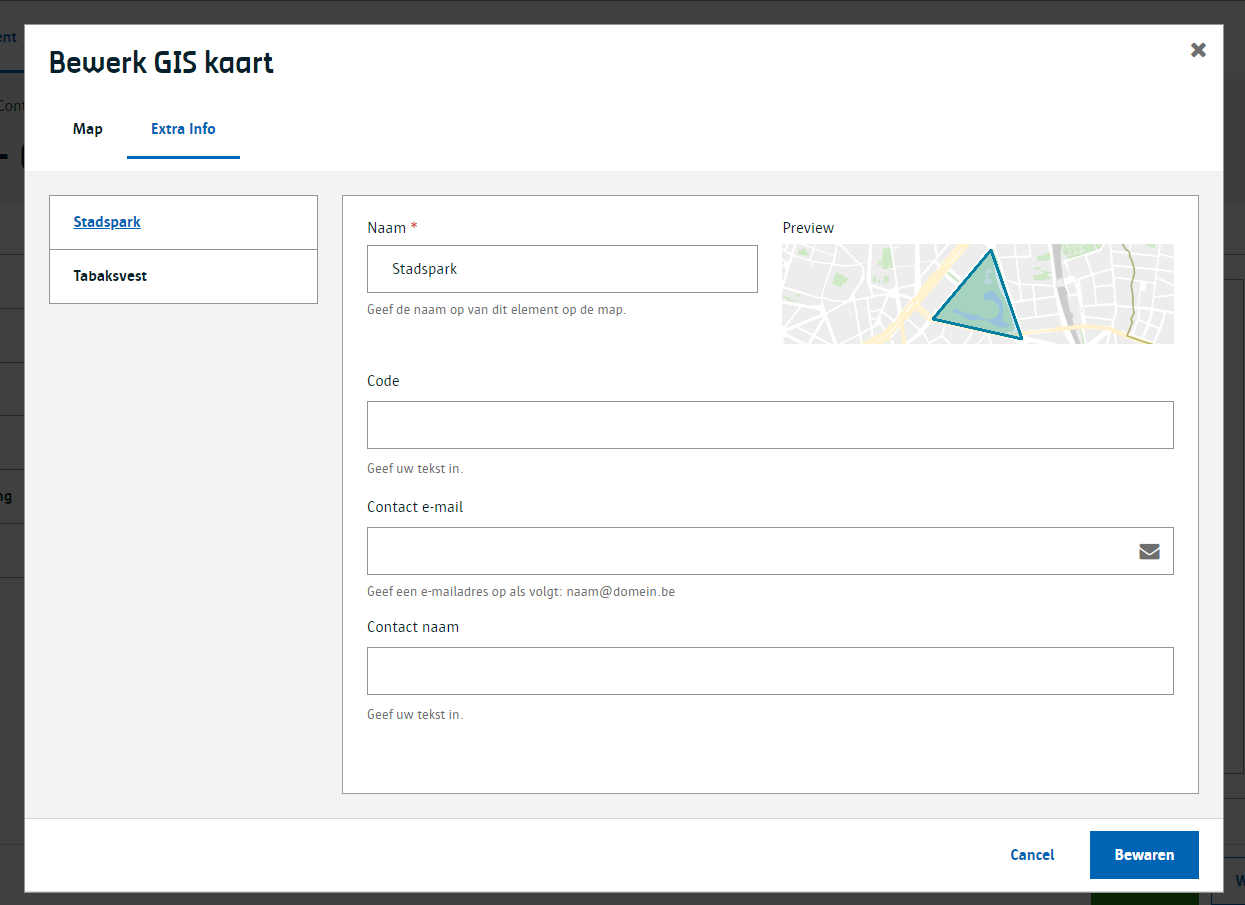 Bewerk GIS kaart
Map
Extra Info
Stadspark
Tabaksvest
Naam *
Stadspark
Geef de naam op van dit element op de map.
Preview
Code
Geef uw tekst in.
Contact e-mail
Geef een e-mailadres op als volgt: naam@domein.be
Contact naam
Geef uw tekst in.
Cancel
Bewaren